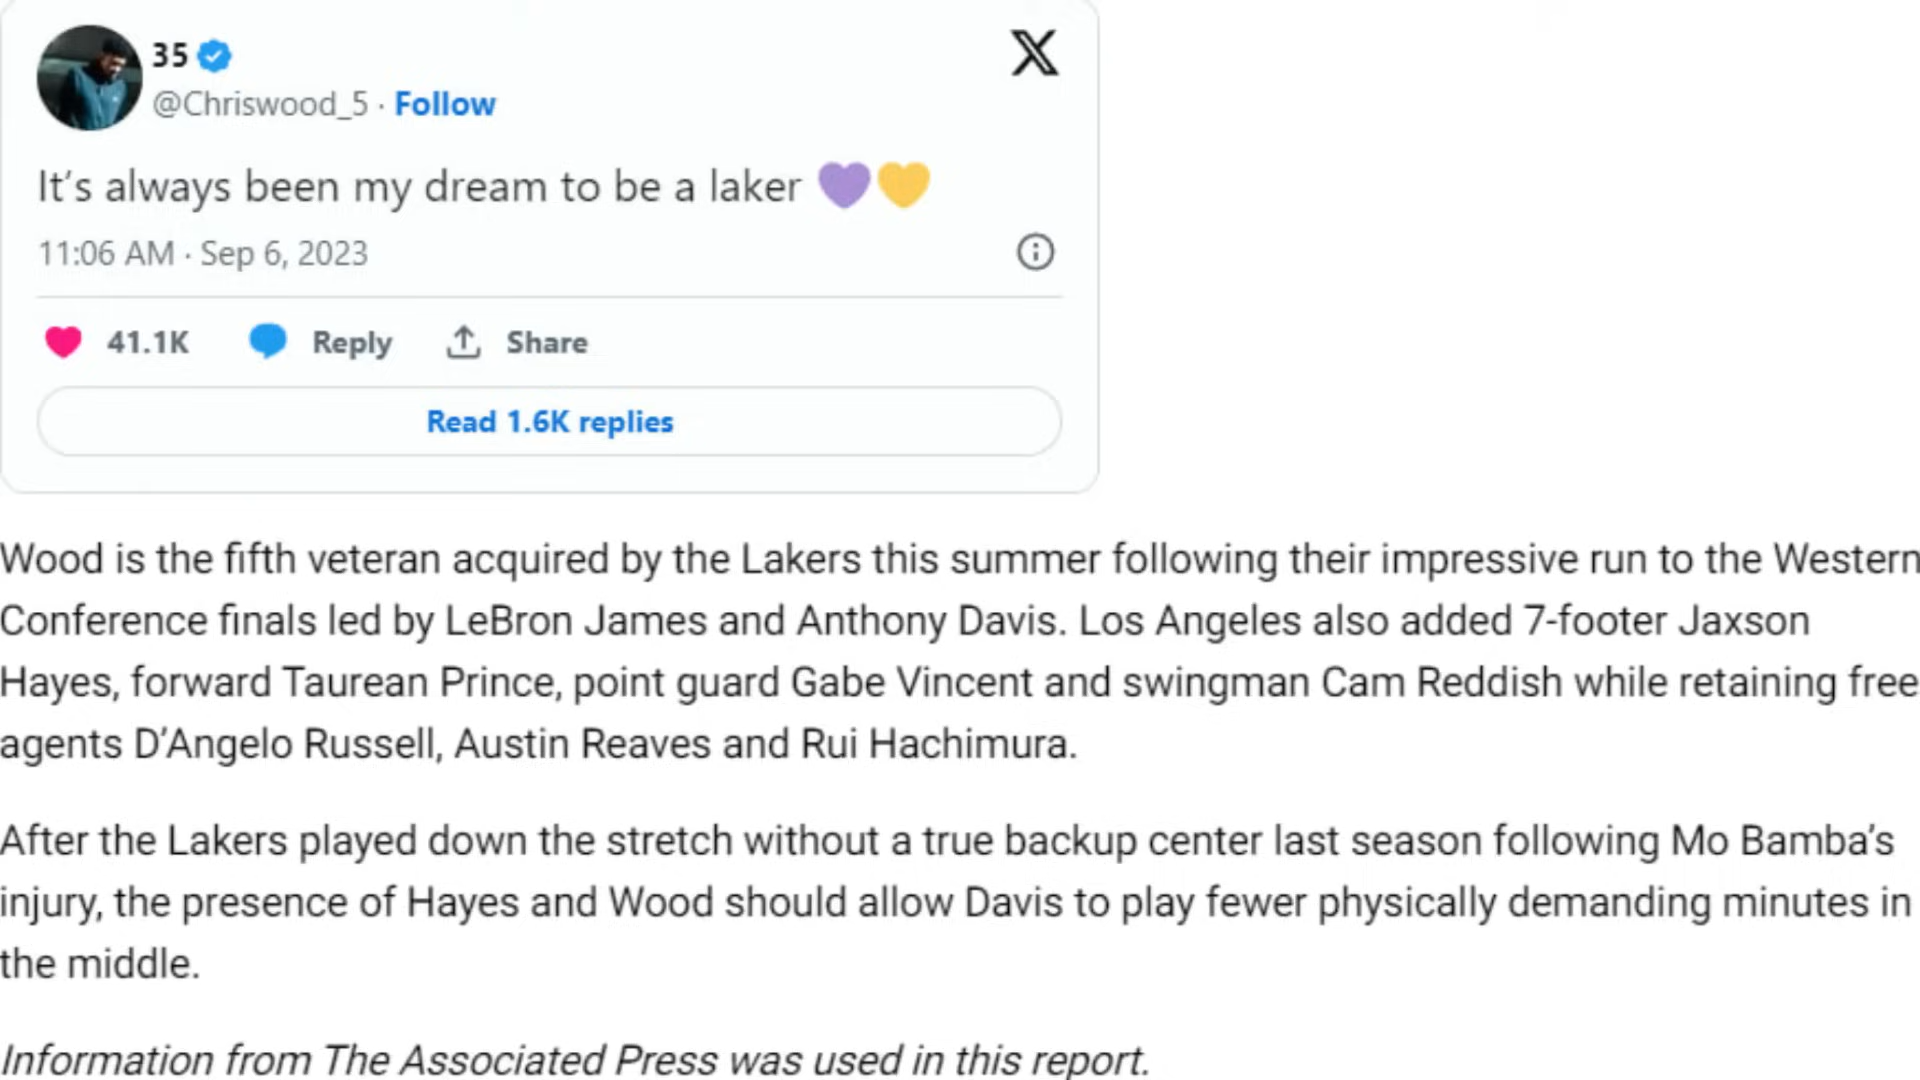 35
@Chriswood_5 · Follow
It’s always been my dream to be a laker 💜💛
11:06 AM · Sep 6, 2023
41.1K Reply Share
Read 1.6K replies
Wood is the fifth veteran acquired by the Lakers this summer following their impressive run to the Western
Conference finals led by LeBron James and Anthony Davis. Los Angeles also added 7-footer Jaxson
Hayes, forward Taurean Prince, point guard Gabe Vincent and swingman Cam Reddish while retaining free
agents D’Angelo Russell, Austin Reaves and Rui Hachimura.
After the Lakers played down the stretch without a true backup center last season following Mo Bamba’s
injury, the presence of Hayes and Wood should allow Davis to play fewer physically demanding minutes in
the middle.
Information from The Associated Press was used in this report.